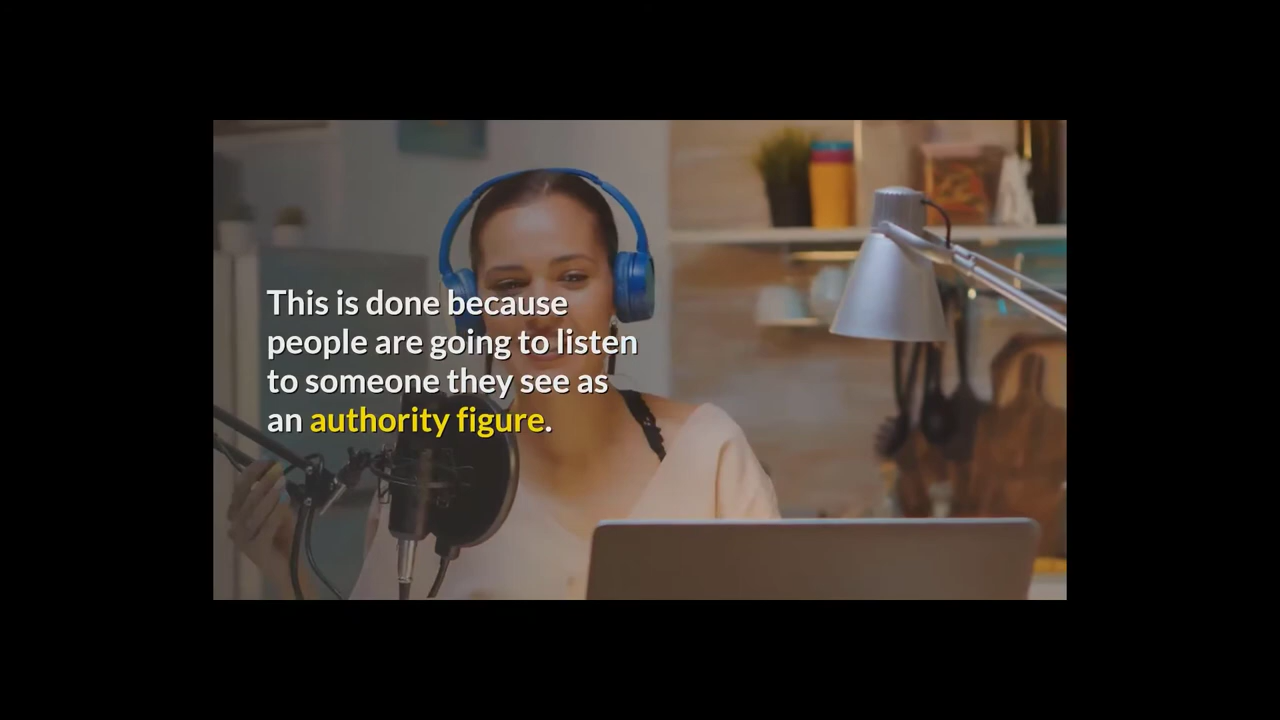 This is done because
people are going to listen
to someone they see as
an authority figure.